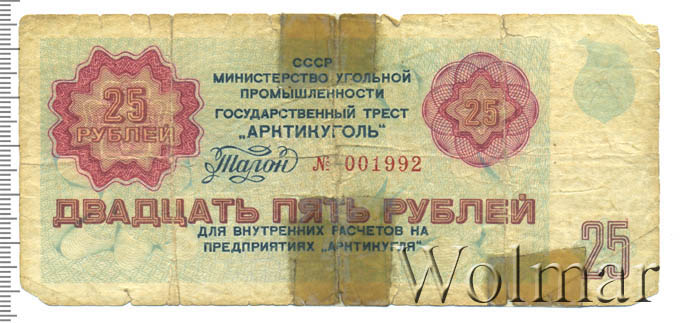 СССР
МИНИСТЕРСТВО УГОЛЬНОЙ
ПРОМЫШЛЕННОСТИ
ГОСУДАРСТВЕННЫЙ ТРЕСТ
„АРКТИКУГОЛЬ"
25
РУБЛЕЙ
25
Талон № 001992
ДВАДЦАТЬ ПЯТЬ РУБЛЕЙ
ДЛЯ ВНУТРЕННИХ РАСЧЕТОВ НА
ПРЕДПРИЯТИЯХ „АРКТИКУГЛЯ"
25
Wolmar